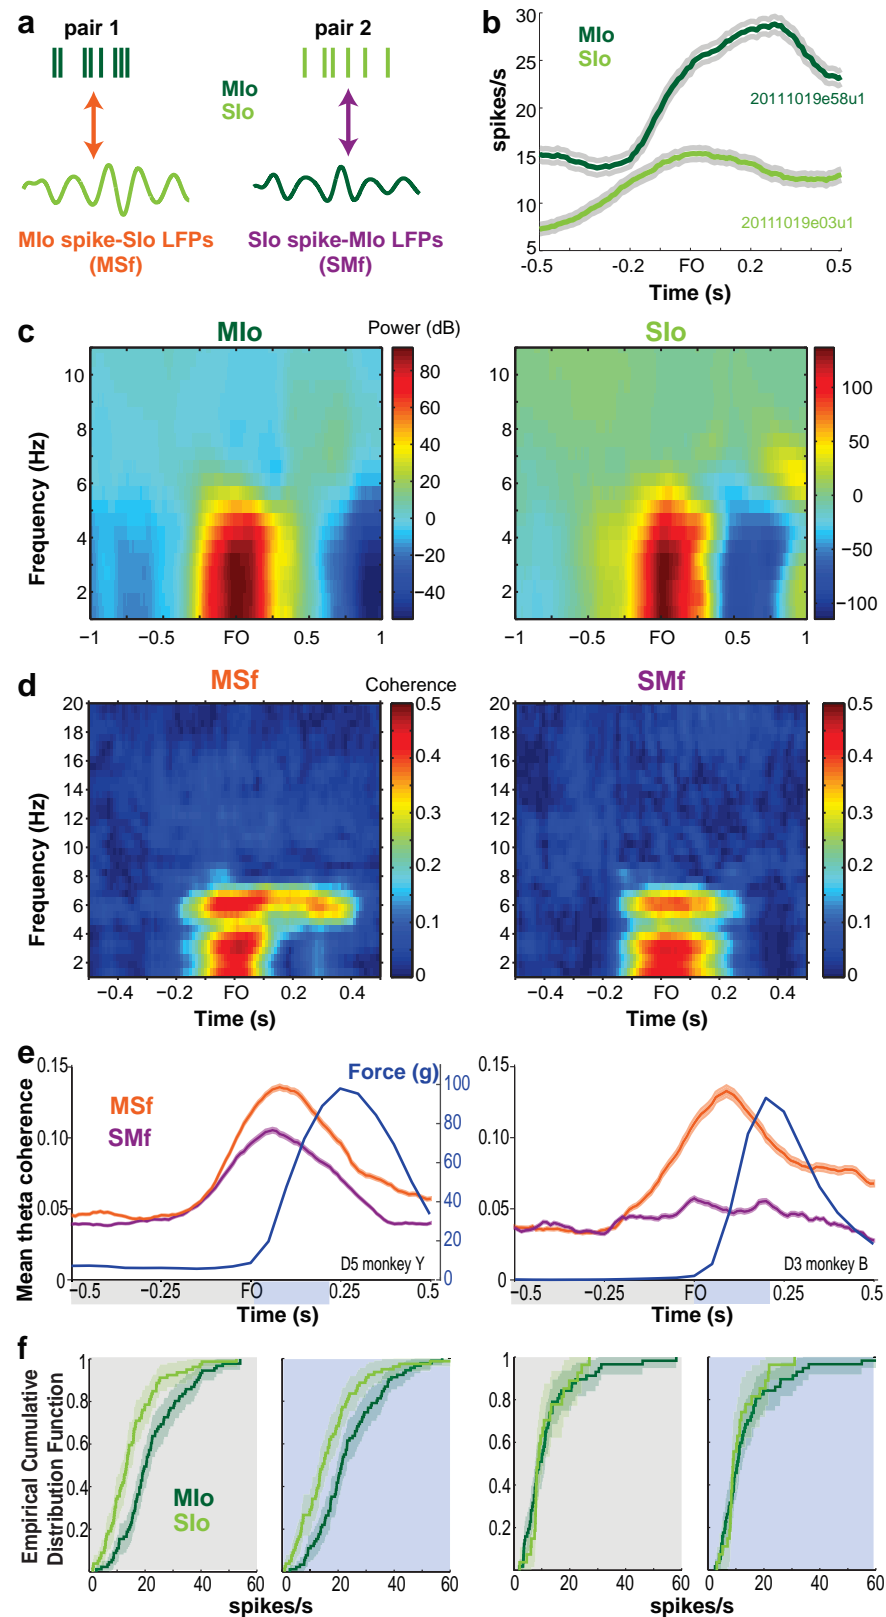 a
pair 1
pair 2
MIo
SIo
MIo spike-SIo LFPs
(MSf)
SIo spike-MIo LFPs
(SMf)
b
spikes/s
30
25
20
15
10
5
MIo
SIo
20111019e58u1
20111019e03u1
-0.5
-0.2
FO
0.2
0.5
Time (s)
c
MIo
Power (dB)
SIo
Frequency (Hz)
10
8
6
4
2
−1
−0.5
FO
0.5
1
80
60
40
20
0
−20
−40
10
8
6
4
2
−1
−0.5
FO
0.5
1
100
50
0
−50
−100
d
MSf
Coherence
SMf
Frequency (Hz)
20
18
16
14
12
10
8
6
4
2
−0.4
−0.2
FO
0.2
0.4
Time (s)
0.5
0.4
0.3
0.2
0.1
0
20
18
16
14
12
10
8
6
4
2
−0.4
−0.2
FO
0.2
0.4
Time (s)
0.5
0.4
0.3
0.2
0.1
0
e
Mean theta coherence
0.15
0.10
0.05
0
MSf
SMf
Force (g)
100
80
60
40
20
0
D5 monkey Y
−0.5
−0.25
FO
0.25
0.5
Time (s)
0.15
0.10
0.05
0
D3 monkey B
−0.5
−0.25
FO
0.25
0.5
Time (s)
f
Empirical Cumulative
Distribution Function
1
0.8
0.6
0.4
0.2
MIo
SIo
0
20
40
60
0
20
40
60
spikes/s
1
0.8
0.6
0.4
0.2
0
20
40
60
0
20
40
60
spikes/s